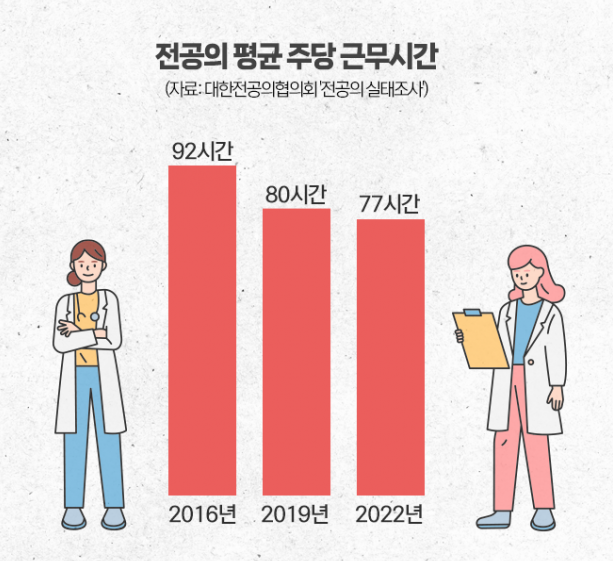 전공의 평균 주당 근무시간
(자료: 대한전공의협의회 '전공의 실태조사')
92시간
80시간
77시간
2016년
2019년
2022년